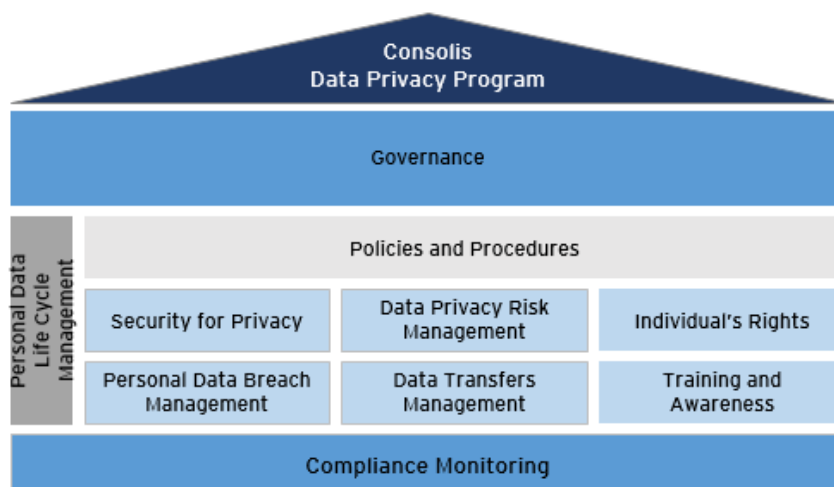 Consolis
Data Privacy Program
Governance
Personal Data
Life Cycle
Management
Policies and Procedures
Security for Privacy
Data Privacy Risk
Management
Individual's Rights
Personal Data Breach
Management
Data Transfers
Management
Training and
Awareness
Compliance Monitoring